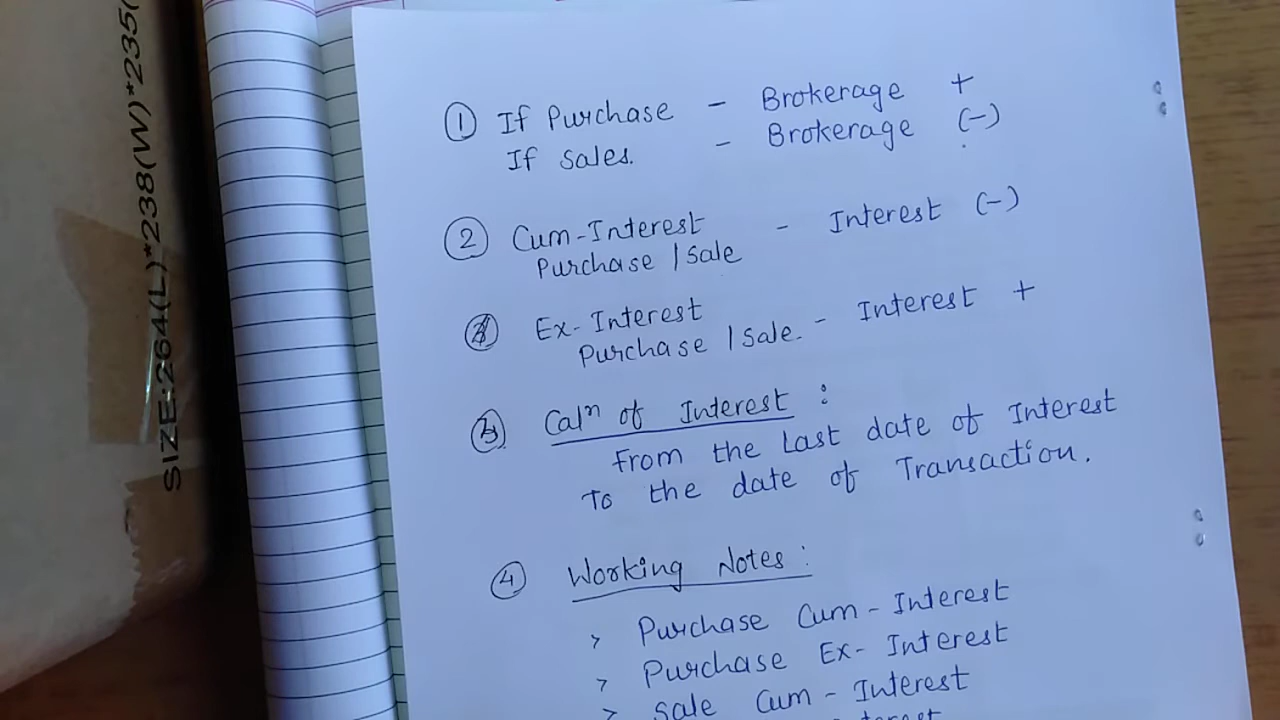 SIZE:264(L)*238(W)*235(
① If Purchase - Brokerage +
If Sales. - Brokerage (-)
② Cum-Interest - Interest (-)
Purchase / Sale
Ex-Interest - Interest +
Purchase / Sale.
③ Calⁿ of Interest :
From the Last date of Interest
To the date of Transaction.
④ Working Notes :
> Purchase Cum - Interest
> Purchase Ex- Interest
> Sale Cum - Interest